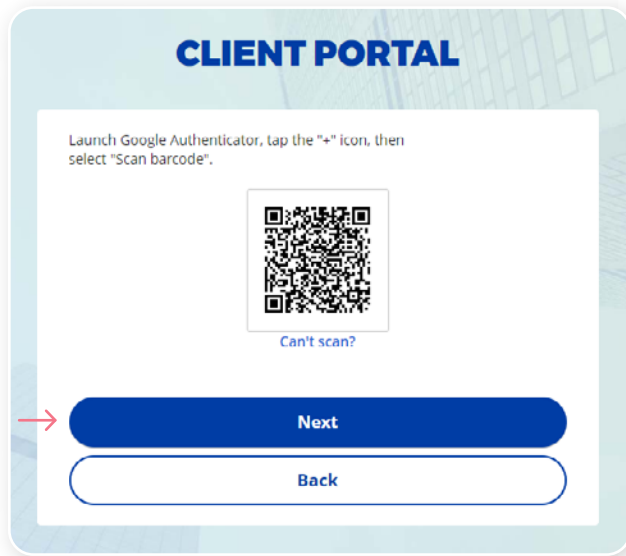 CLIENT PORTAL
Launch Google Authenticator, tap the "+" icon, then
select "Scan barcode".
Can't scan?
Next
Back